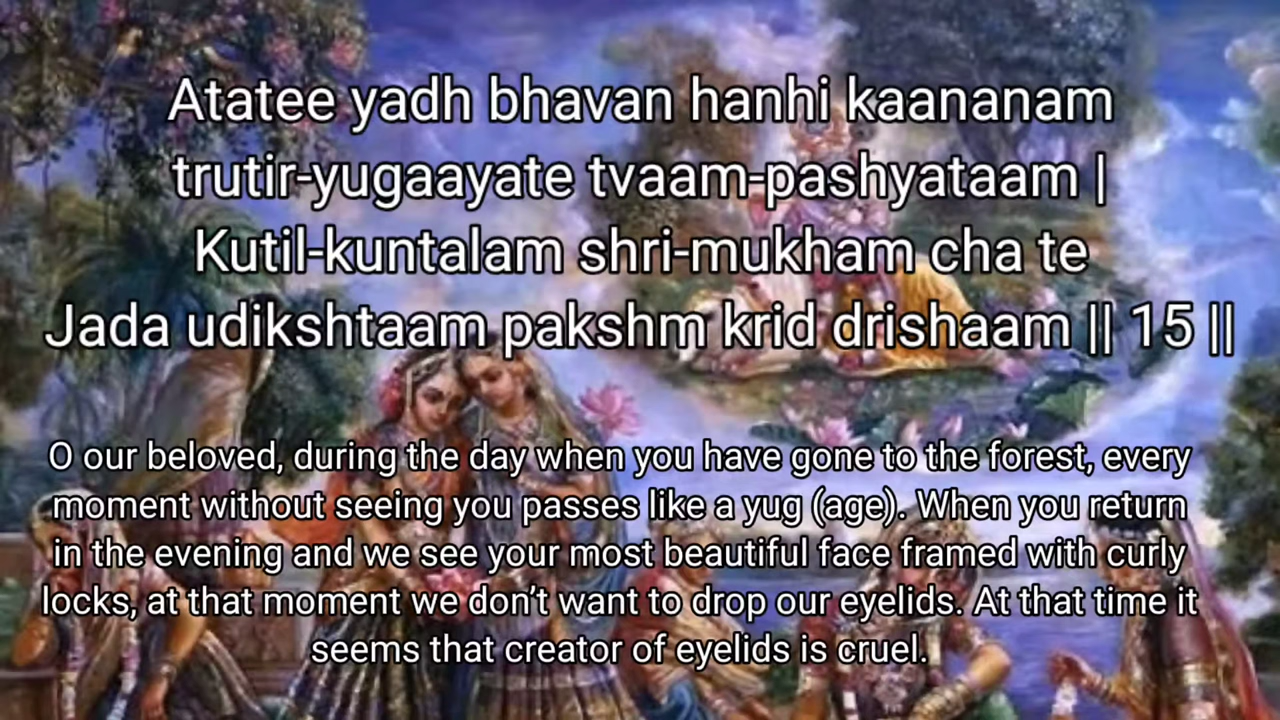 Atatee yadh bhavan hanhi kaananam
trutir-yugaayate tvaam-pashyataam |
Kutil-kuntalam shri-mukham cha te
Jada udikshtaam pakshm krid drishaam || 15 ||
O our beloved, during the day when you have gone to the forest, every
moment without seeing you passes like a yug (age). When you return
in the evening and we see your most beautiful face framed with curly
locks, at that moment we don’t want to drop our eyelids. At that time it
seems that creator of eyelids is cruel.